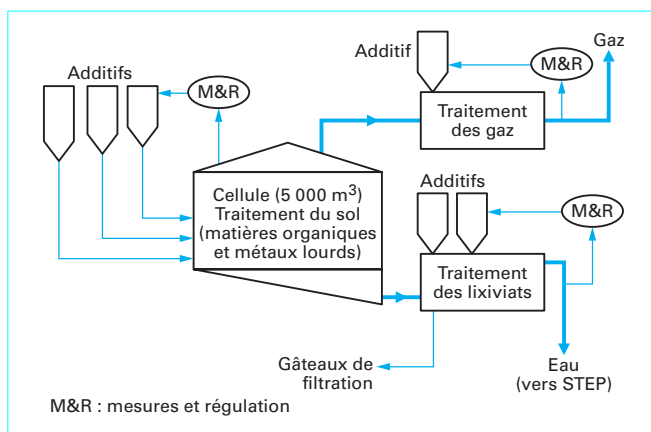 Additifs
M&R
Additif
M&R
Gaz
Traitement
des gaz
Cellule (5 000 m³)
Traitement du sol
(matières organiques
et métaux lourds)
Additifs
M&R
Traitement
des lixiviats
Gâteaux de
filtration
Eau
(vers STEP)
M&R : mesures et régulation